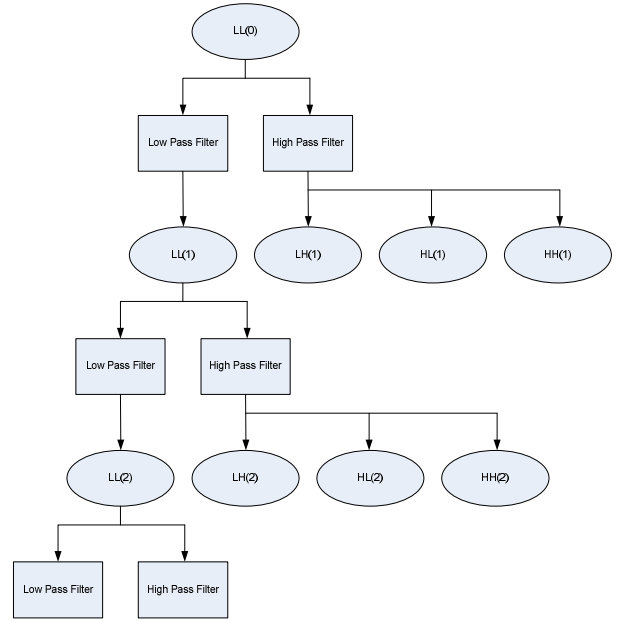 LL(0)
Low Pass Filter
High Pass Filter
LL(1)
LH(1)
HL(1)
HH(1)
Low Pass Filter
High Pass Filter
LL(2)
LH(2)
HL(2)
HH(2)
Low Pass Filter
High Pass Filter